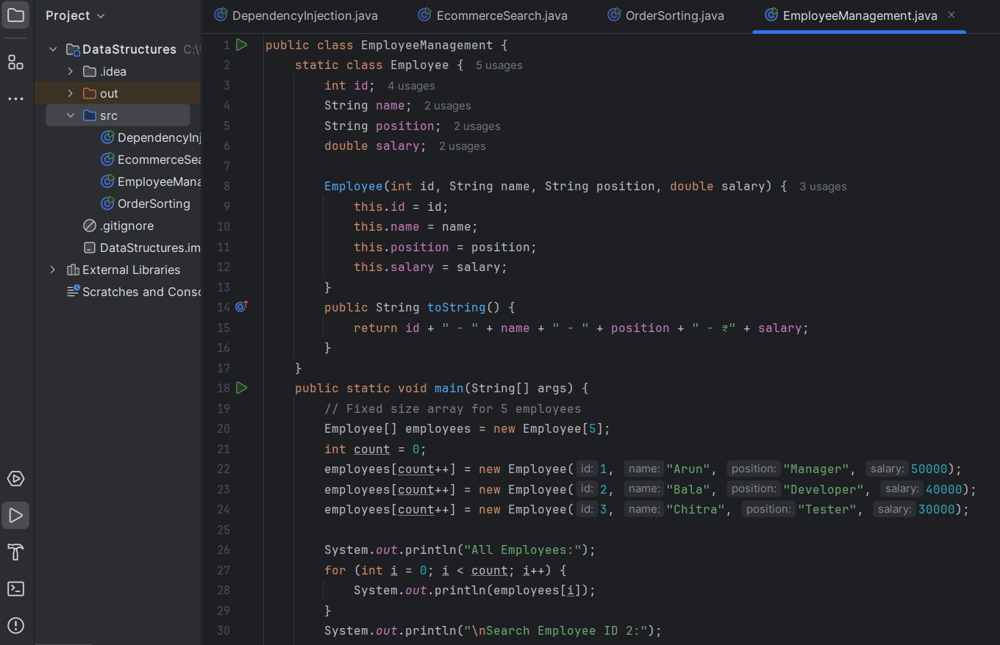 Project
DependencyInjection.java
EcommerceSearch.java
OrderSorting.java
EmployeeManagement.java
DataStructures C:\
.idea
out
src
DependencyInj
EcommerceSea
EmployeeMana
OrderSorting
.gitignore
DataStructures.im
External Libraries
Scratches and Conso
1 public class EmployeeManagement {
2 static class Employee { 5 usages
3 int id; 4 usages
4 String name; 2 usages
5 String position; 2 usages
6 double salary; 2 usages
7
8 Employee(int id, String name, String position, double salary) { 3 usages
9 this.id = id;
10 this.name = name;
11 this.position = position;
12 this.salary = salary;
13 }
14 public String toString() {
15 return id + " - " + name + " - " + position + " - ₹" + salary;
16 }
17 }
18 public static void main(String[] args) {
19 // Fixed size array for 5 employees
20 Employee[] employees = new Employee[5];
21 int count = 0;
22 employees[count++] = new Employee( id: 1, name: "Arun", position: "Manager", salary: 50000);
23 employees[count++] = new Employee( id: 2, name: "Bala", position: "Developer", salary: 40000);
24 employees[count++] = new Employee( id: 3, name: "Chitra", position: "Tester", salary: 30000);
25
26 System.out.println("All Employees:");
27 for (int i = 0; i < count; i++) {
28 System.out.println(employees[i]);
29 }
30 System.out.println("\nSearch Employee ID 2:");